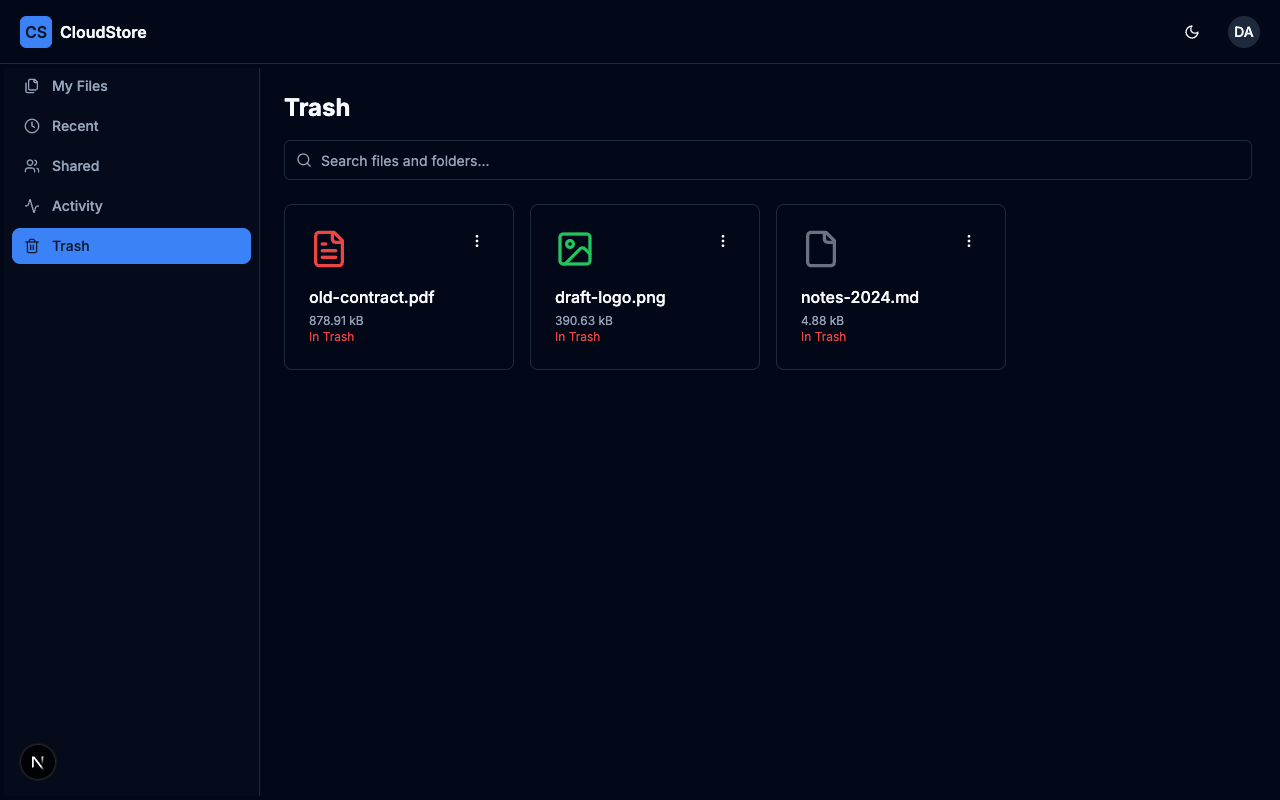 CS CloudStore
DA
My Files
Recent
Shared
Activity
Trash
Trash
Search files and folders...
old-contract.pdf
878.91 kB
In Trash
draft-logo.png
390.63 kB
In Trash
notes-2024.md
4.88 kB
In Trash
N